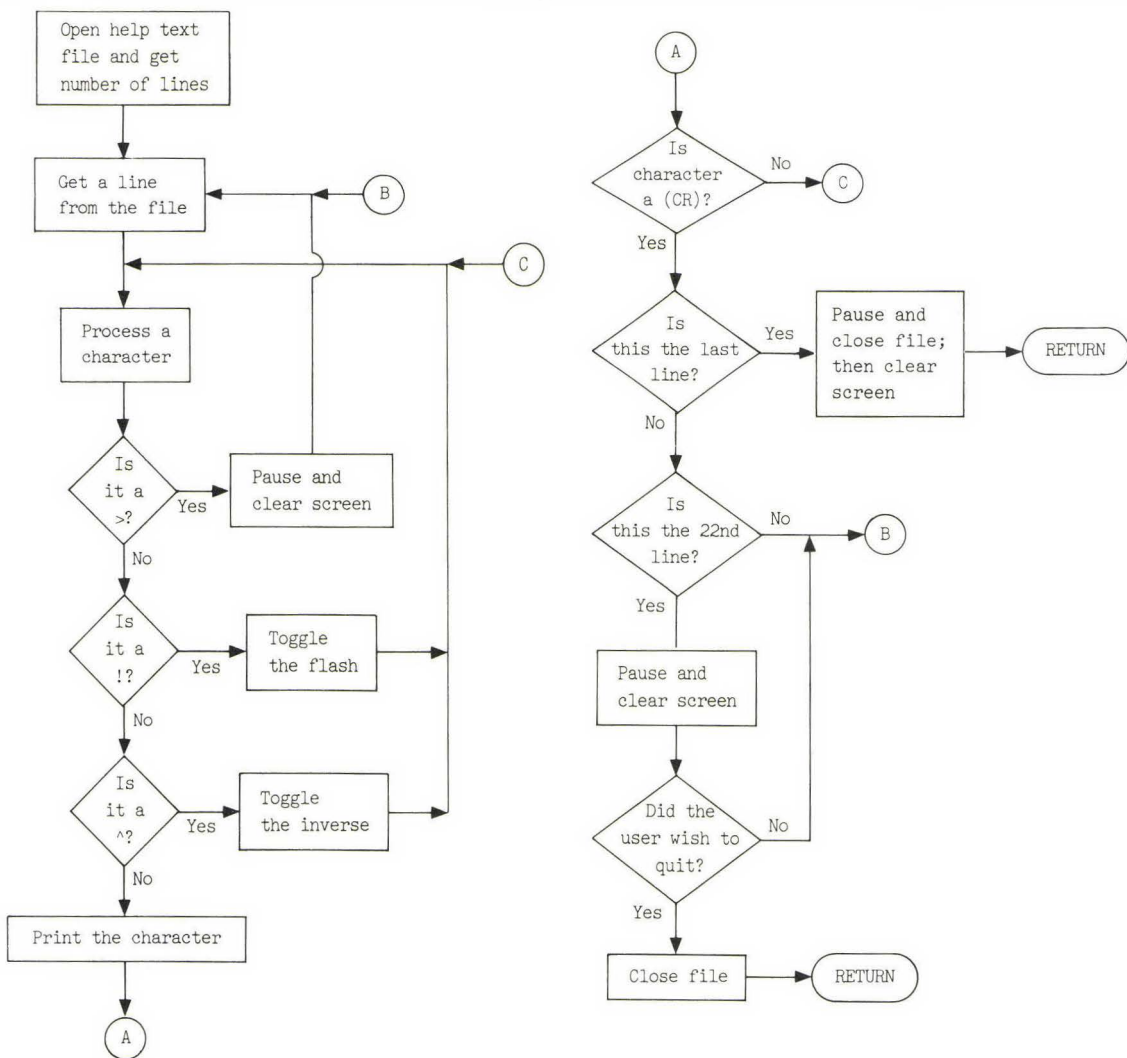 Open help text
file and get
number of lines
Get a line
from the file
B
C
Process a
character
Is
it a
>?
Yes
Pause and
clear screen
No
Is
it a
!?
Yes
Toggle
the flash
No
Is
it a
^?
Yes
Toggle
the inverse
No
Print the character
A
A
Is
character
a (CR)?
No
C
Yes
Is
this the last
line?
Yes
Pause and
close file;
then clear
screen
RETURN
No
Is
this the 22nd
line?
No
B
Yes
Pause and
clear screen
Did the
user wish to
quit?
No
Yes
Close file
RETURN